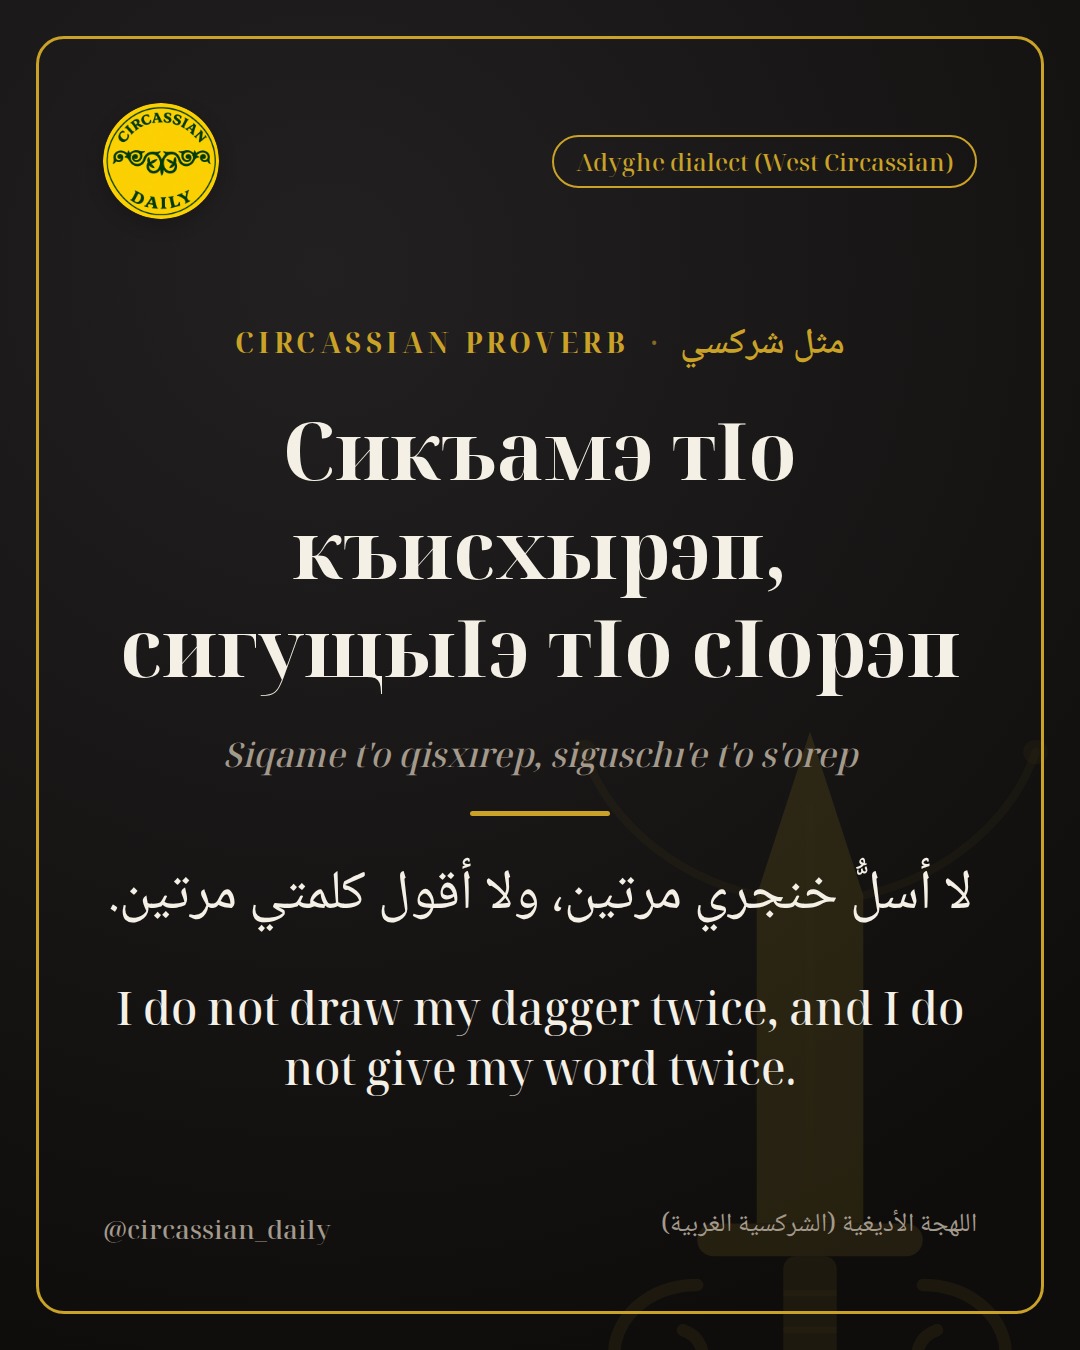 CIRCASSIAN
DAILY
Adyghe dialect (West Circassian)
CIRCASSIAN PROVERB · مثل شركسي
Сикъамэ тӀо
къисхырэп,
сигущыӀэ тӀо сӀорэп
Siqame t'o qisxırep, siguschı'e t'o s'orep
لا أسلُّ خنجري مرتين، ولا أقول كلمتي مرتين.
I do not draw my dagger twice, and I do
not give my word twice.
@circassian_daily
اللهجة الأديغية (الشركسية الغربية)